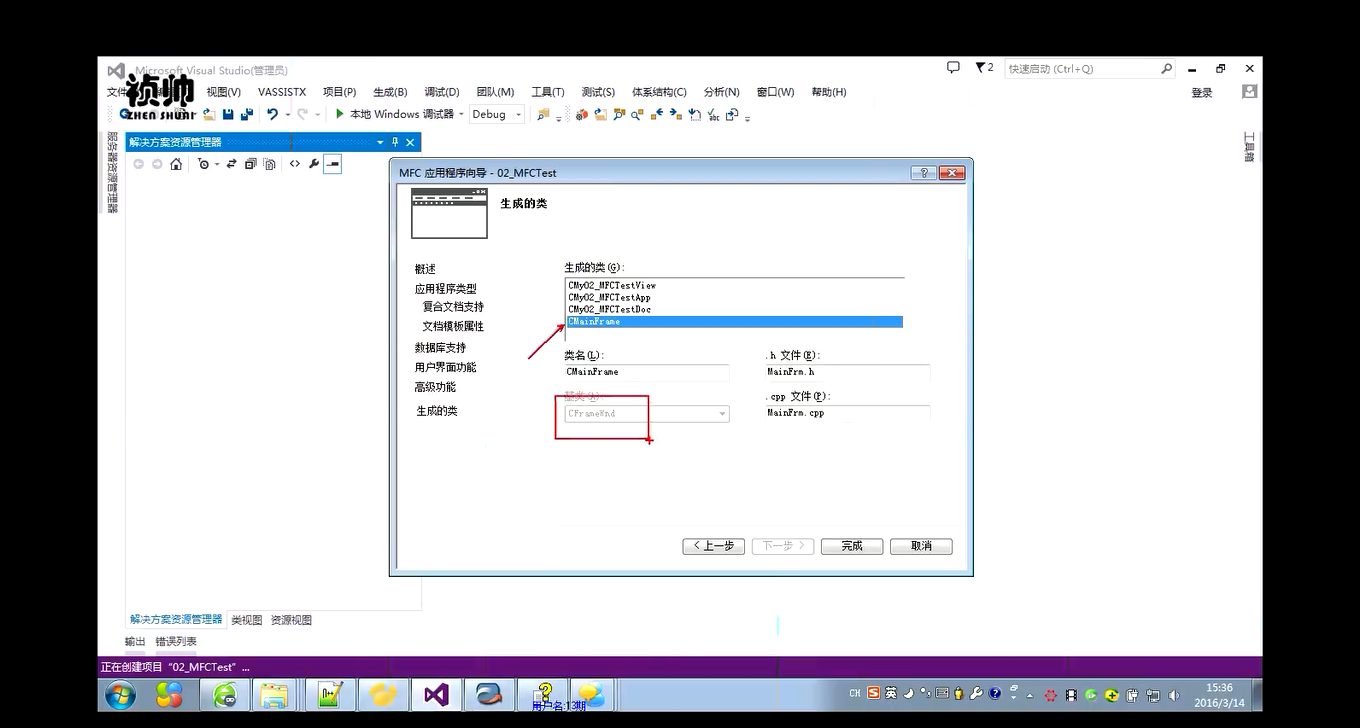 Microsoft Visual Studio(管理员)
2
快速启动 (Ctrl+Q)
祯帅
ZHEN SHUAI
文件 视图(V) VASSISTX 项目(P) 生成(B) 调试(D) 团队(M) 工具(T) 测试(S) 体系结构(C) 分析(N) 窗口(W) 帮助(H)
登录
本地 Windows 调试器 Debug
服务器资源管理器
解决方案资源管理器
工具箱
MFC 应用程序向导 - 02_MFCTest
生成的类
概述
应用程序类型
复合文档支持
文档模板属性
数据库支持
用户界面功能
高级功能
生成的类
生成的类(G):
CMy02_MFCTestView
CMy02_MFCTestApp
CMy02_MFCTestDoc
CMainFrame
类名(L):
CMainFrame
.h 文件(E):
MainFrm.h
基类(A):
CFrameWnd
.cpp 文件(P):
MainFrm.cpp
< 上一步 下一步 > 完成 取消
解决方案资源管理器 类视图 资源视图
输出 错误列表
正在创建项目 “02_MFCTest” ...
用户名:13期
CH
英
15:36
2016/3/14